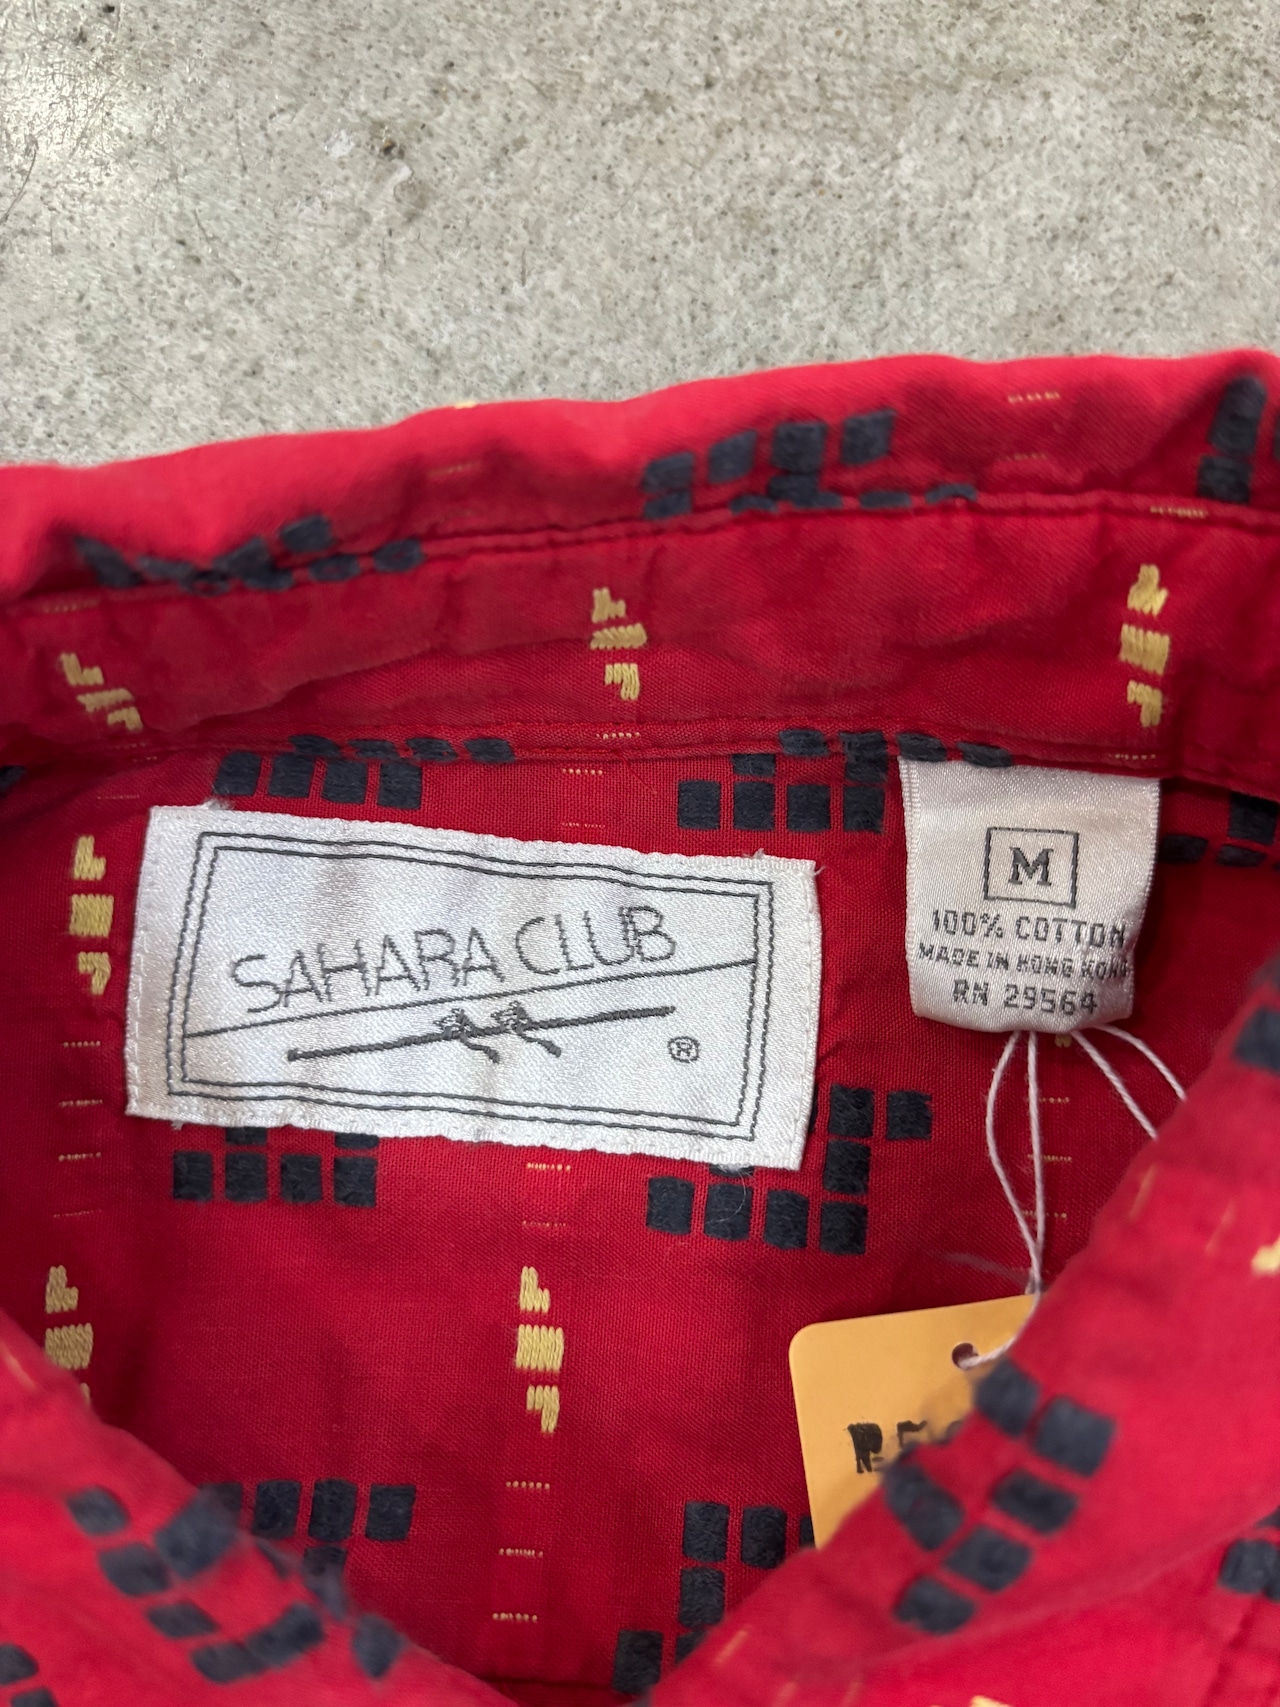 SAHARA CLUB
®
M
100% COTTON
MADE IN HONG KONG
RN 29564